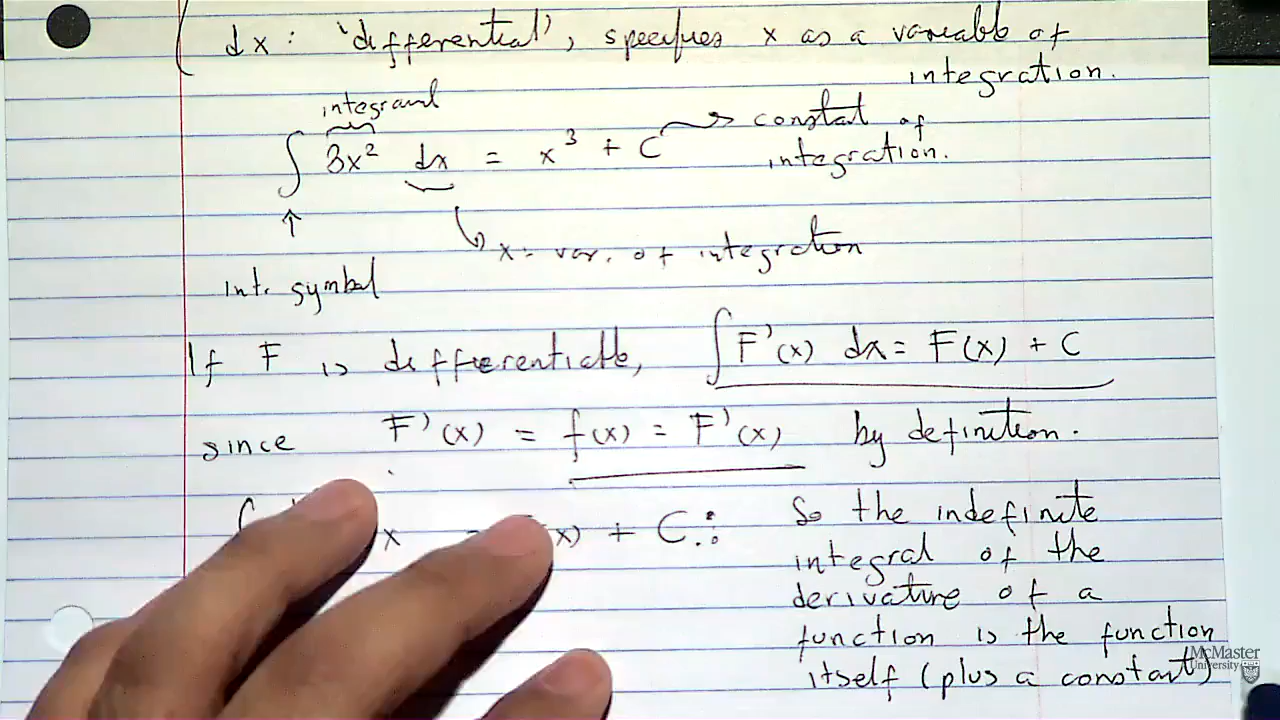 dx : 'differential', specifies x as a variable of
integration.
integrand
∫ 3x² dx = x³ + C → constat of
integration.
↑
x = var. of integration
Int. symbol
If F is differentiable, ∫ F'(x) dx = F(x) + C
since F'(x) = f(x) = F'(x) by definition.
x) + C ∴
So the indefinite
integral of the
derivative of a
function is the function
itself (plus a constant)
McMaster
University